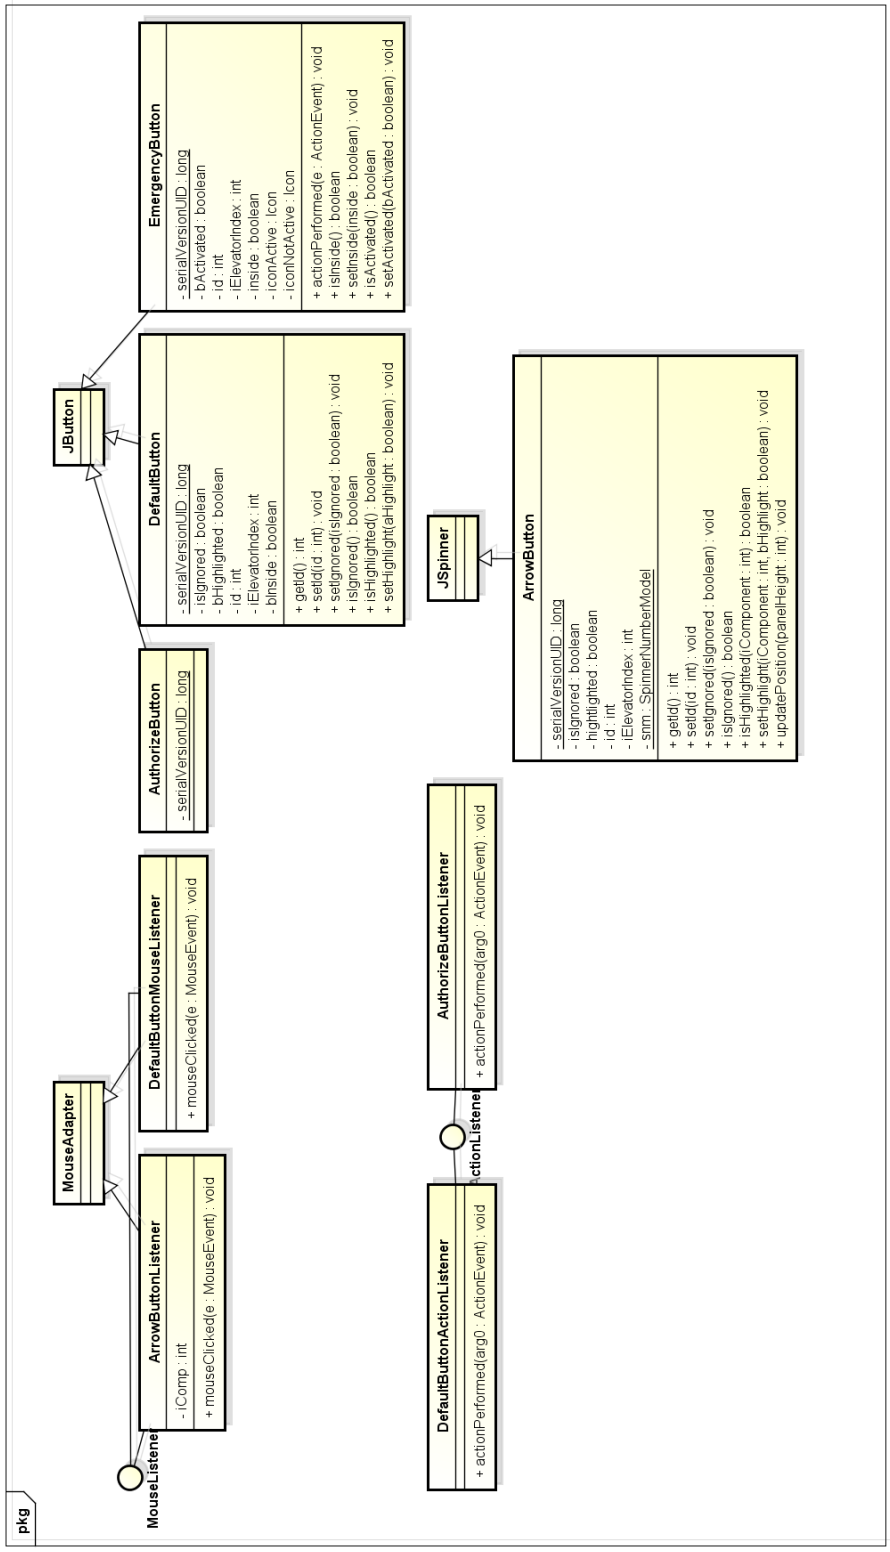 pkg
MouseListener
MouseAdapter
JButton
ArrowButtonListener
- iComp : int
+ mouseClicked(e : MouseEvent) : void
DefaultButtonMouseListener
+ mouseClicked(e : MouseEvent) : void
AuthorizeButton
- serialVersionUID : long
DefaultButton
- serialVersionUID : long
- isIgnored : boolean
- bHighlighted : boolean
- id : int
- iElevatorIndex : int
- bInside : boolean
+ getId() : int
+ setId(id : int) : void
+ setIgnored(isIgnored : boolean) : void
+ isIgnored() : boolean
+ isHighlighted() : boolean
+ setHighlight(aHighlight : boolean) : void
EmergencyButton
- serialVersionUID : long
- bActivated : boolean
- id : int
- iElevatorIndex : int
- inside : boolean
- iconActive : Icon
- iconNotActive : Icon
+ actionPerformed(e : ActionEvent) : void
+ isInside() : boolean
+ setInside(inside : boolean) : void
+ isActivated() : boolean
+ setActivated(bActivated : boolean) : void
DefaultButtonActionListener
+ actionPerformed(arg0 : ActionEvent) : void
ActionListener
AuthorizeButtonListener
+ actionPerformed(arg0 : ActionEvent) : void
JSpinner
ArrowButton
- serialVersionUID : long
- isIgnored : boolean
- hightlighted : boolean
- id : int
- iElevatorIndex : int
- snm : SpinnerNumberModel
+ getId() : int
+ setId(id : int) : void
+ setIgnored(isIgnored : boolean) : void
+ isIgnored() : boolean
+ isHighlighted(iComponent : int) : boolean
+ setHighlight(iComponent : int, bHighlight : boolean) : void
+ updatePosition(panelHeight : int) : void